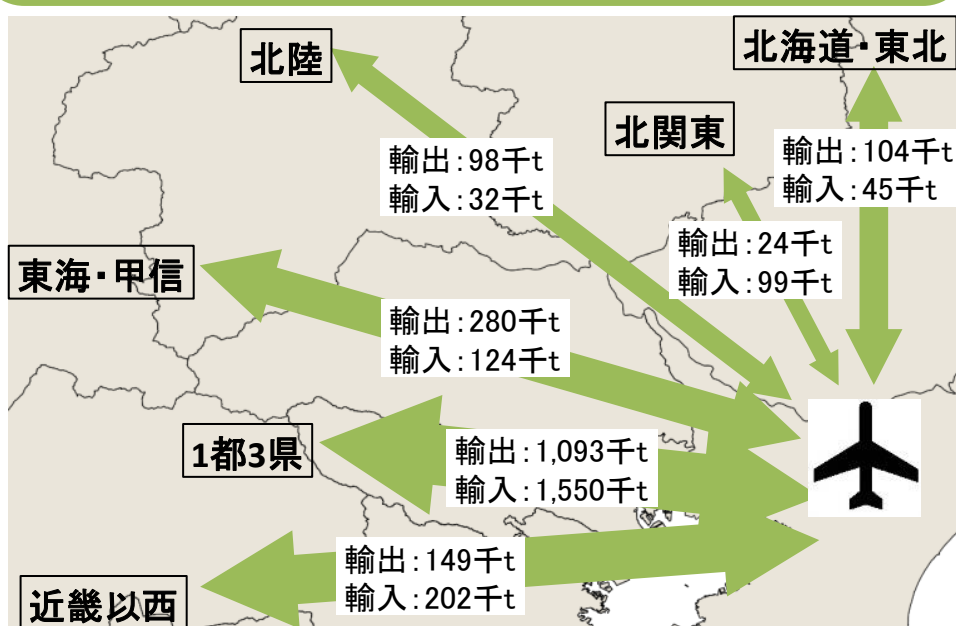 北陸
北海道・東北
北関東
輸出：98千t
輸入：32千t
輸出：104千t
輸入：45千t
輸出：24千t
輸入：99千t
東海・甲信
輸出：280千t
輸入：124千t
1都3県
輸出：1,093千t
輸入：1,550千t
輸出：149千t
輸入：202千t
近畿以西